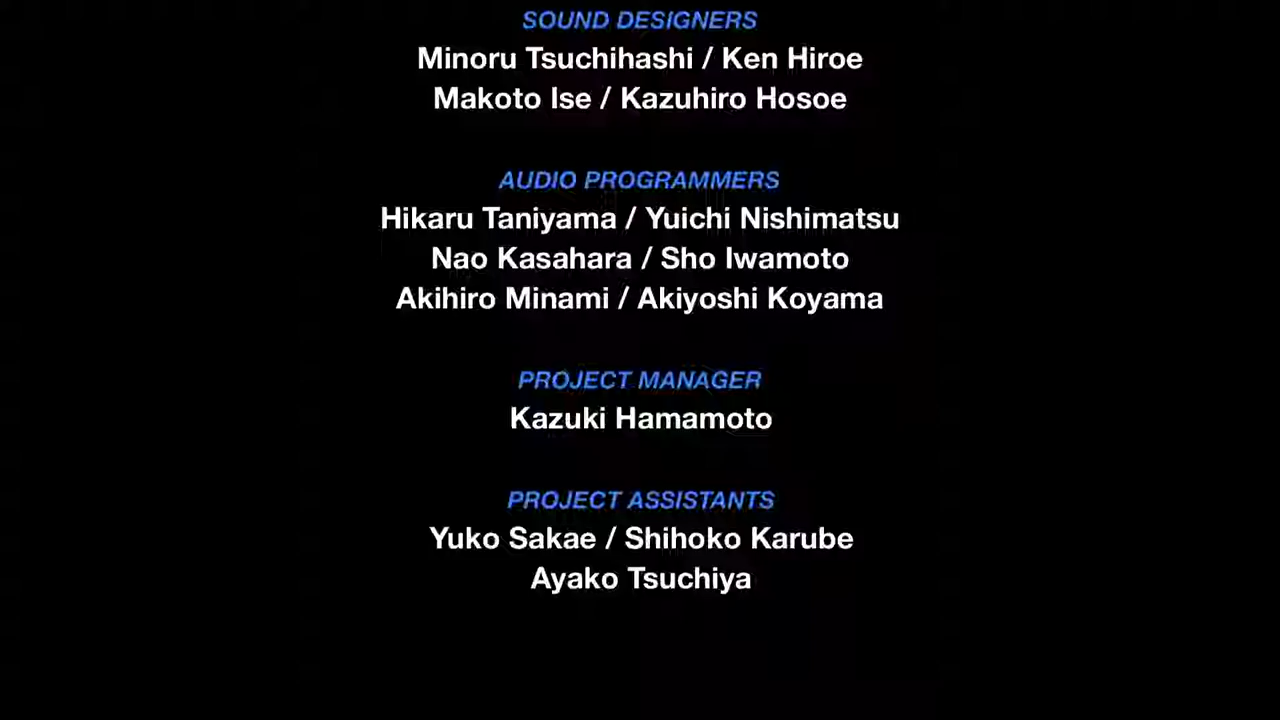 SOUND DESIGNERS
Minoru Tsuchihashi / Ken Hiroe
Makoto Ise / Kazuhiro Hosoe
AUDIO PROGRAMMERS
Hikaru Taniyama / Yuichi Nishimatsu
Nao Kasahara / Sho Iwamoto
Akihiro Minami / Akiyoshi Koyama
PROJECT MANAGER
Kazuki Hamamoto
PROJECT ASSISTANTS
Yuko Sakae / Shihoko Karube
Ayako Tsuchiya